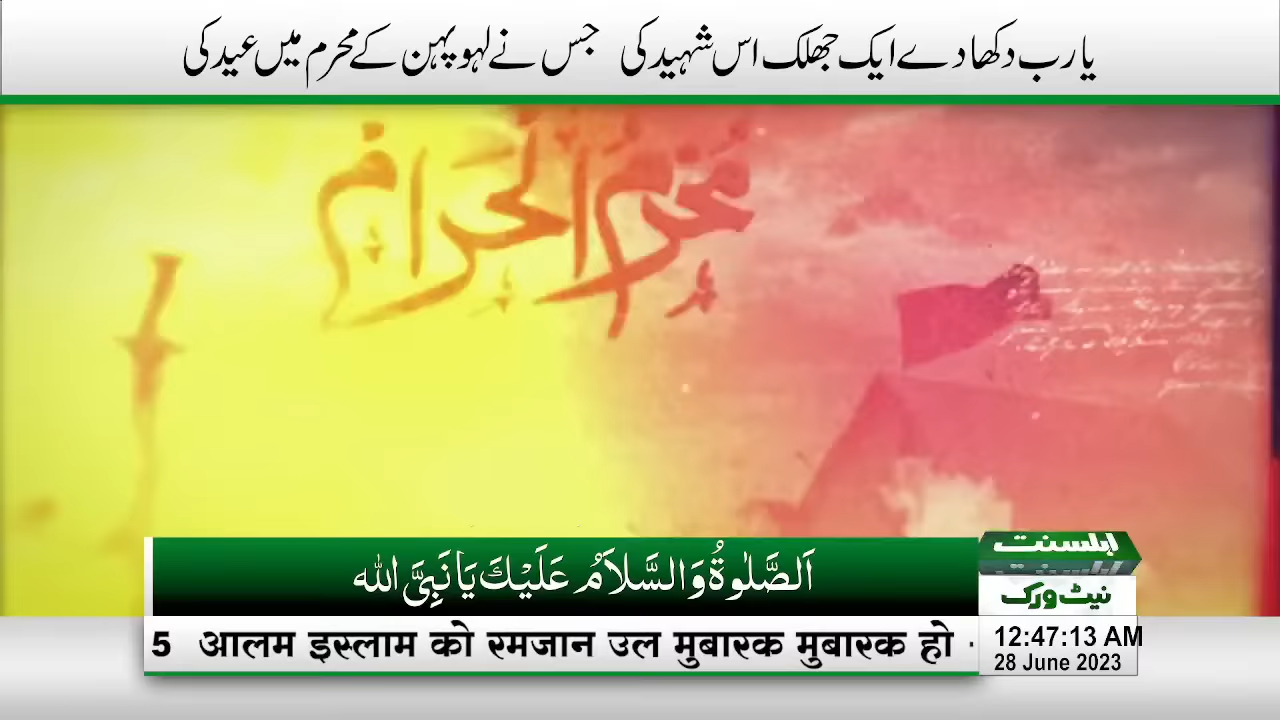 یا رب دکھا دے ایک جھلک اس شہید کی جس نے لہو پہن کے محرم میں عید کی
محرم الحرام
اَلصَّلٰوۃُ وَالسَّلاَمُ عَلَیْكَ یَا نَبِیَّ اللہ
اہلسنت
نیٹ ورک
5 आलम इस्लाम को रमजान उल मुबारक मुबारक हो
12:47:13 AM
28 June 2023